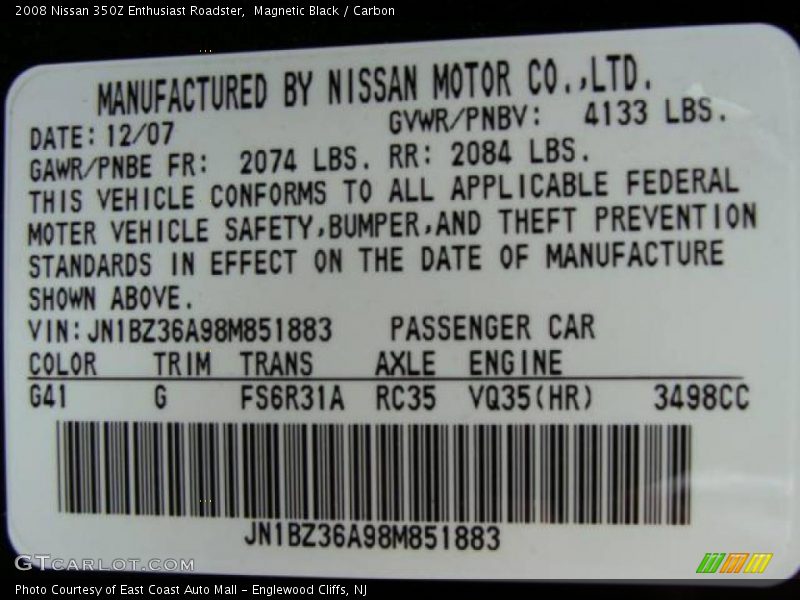 2008 Nissan 350Z Enthusiast Roadster,  Magnetic Black / Carbon
MANUFACTURED BY NISSAN MOTOR CO.,LTD.
DATE: 12/07 GVWR/PNBV: 4133 LBS.
GAWR/PNBE FR: 2074 LBS. RR: 2084 LBS.
THIS VEHICLE CONFORMS TO ALL APPLICABLE FEDERAL
MOTER VEHICLE SAFETY,BUMPER,AND THEFT PREVENTION
STANDARDS IN EFFECT ON THE DATE OF MANUFACTURE
SHOWN ABOVE.
VIN: JN1BZ36A98M851883 PASSENGER CAR
COLOR TRIM TRANS AXLE ENGINE
G41 G FS6R31A RC35 VQ35(HR) 3498CC
JN1BZ36A98M851883
GTCARLOT.COM
Photo Courtesy of East Coast Auto Mall - Englewood Cliffs, NJ